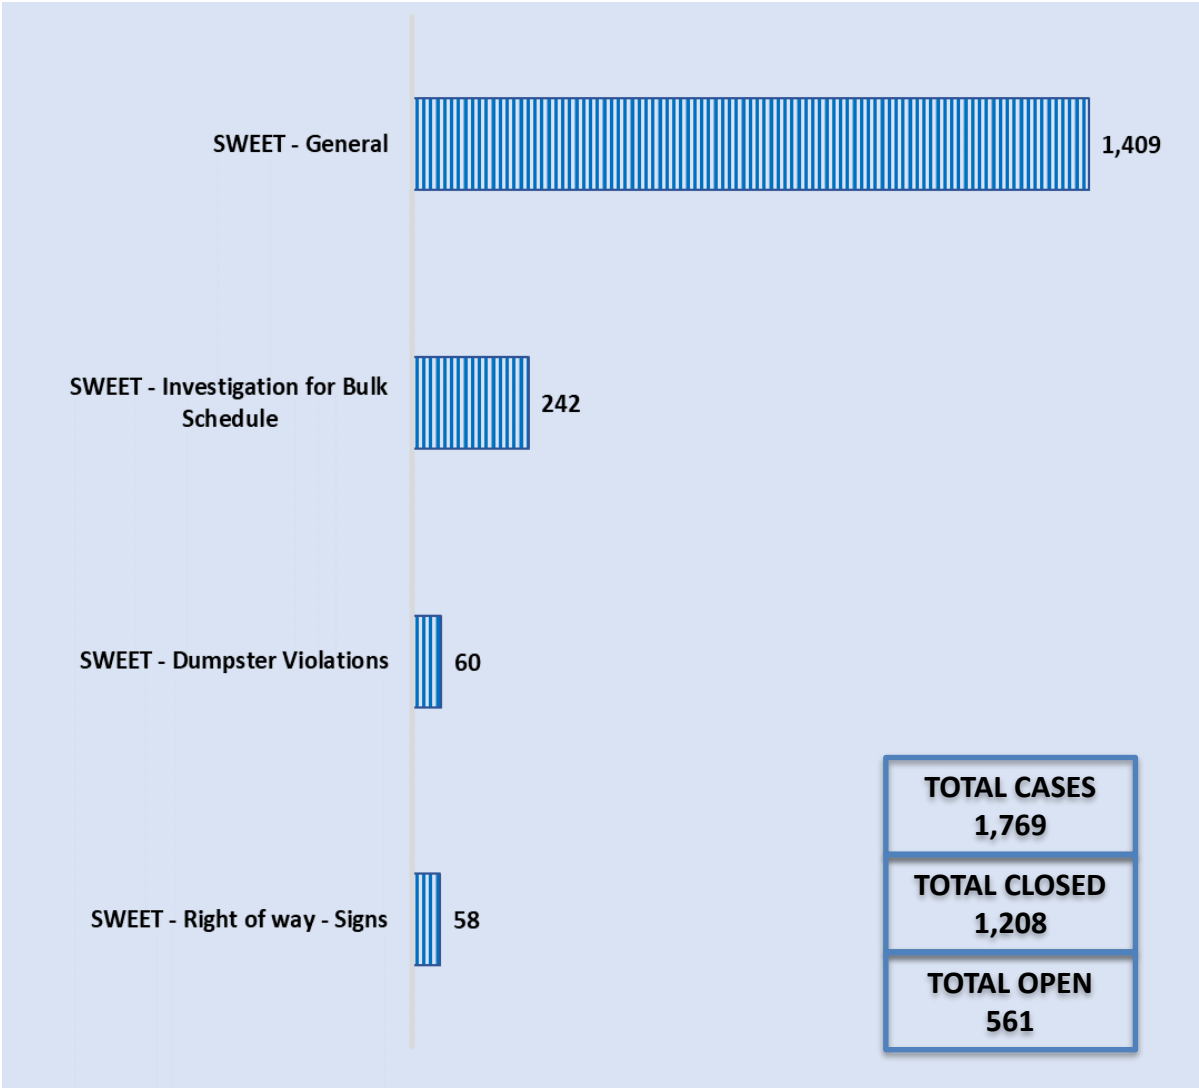 SWEET - General
1,409
SWEET - Investigation for Bulk
Schedule
242
SWEET - Dumpster Violations
60
SWEET - Right of way - Signs
58
TOTAL CASES
1,769
TOTAL CLOSED
1,208
TOTAL OPEN
561